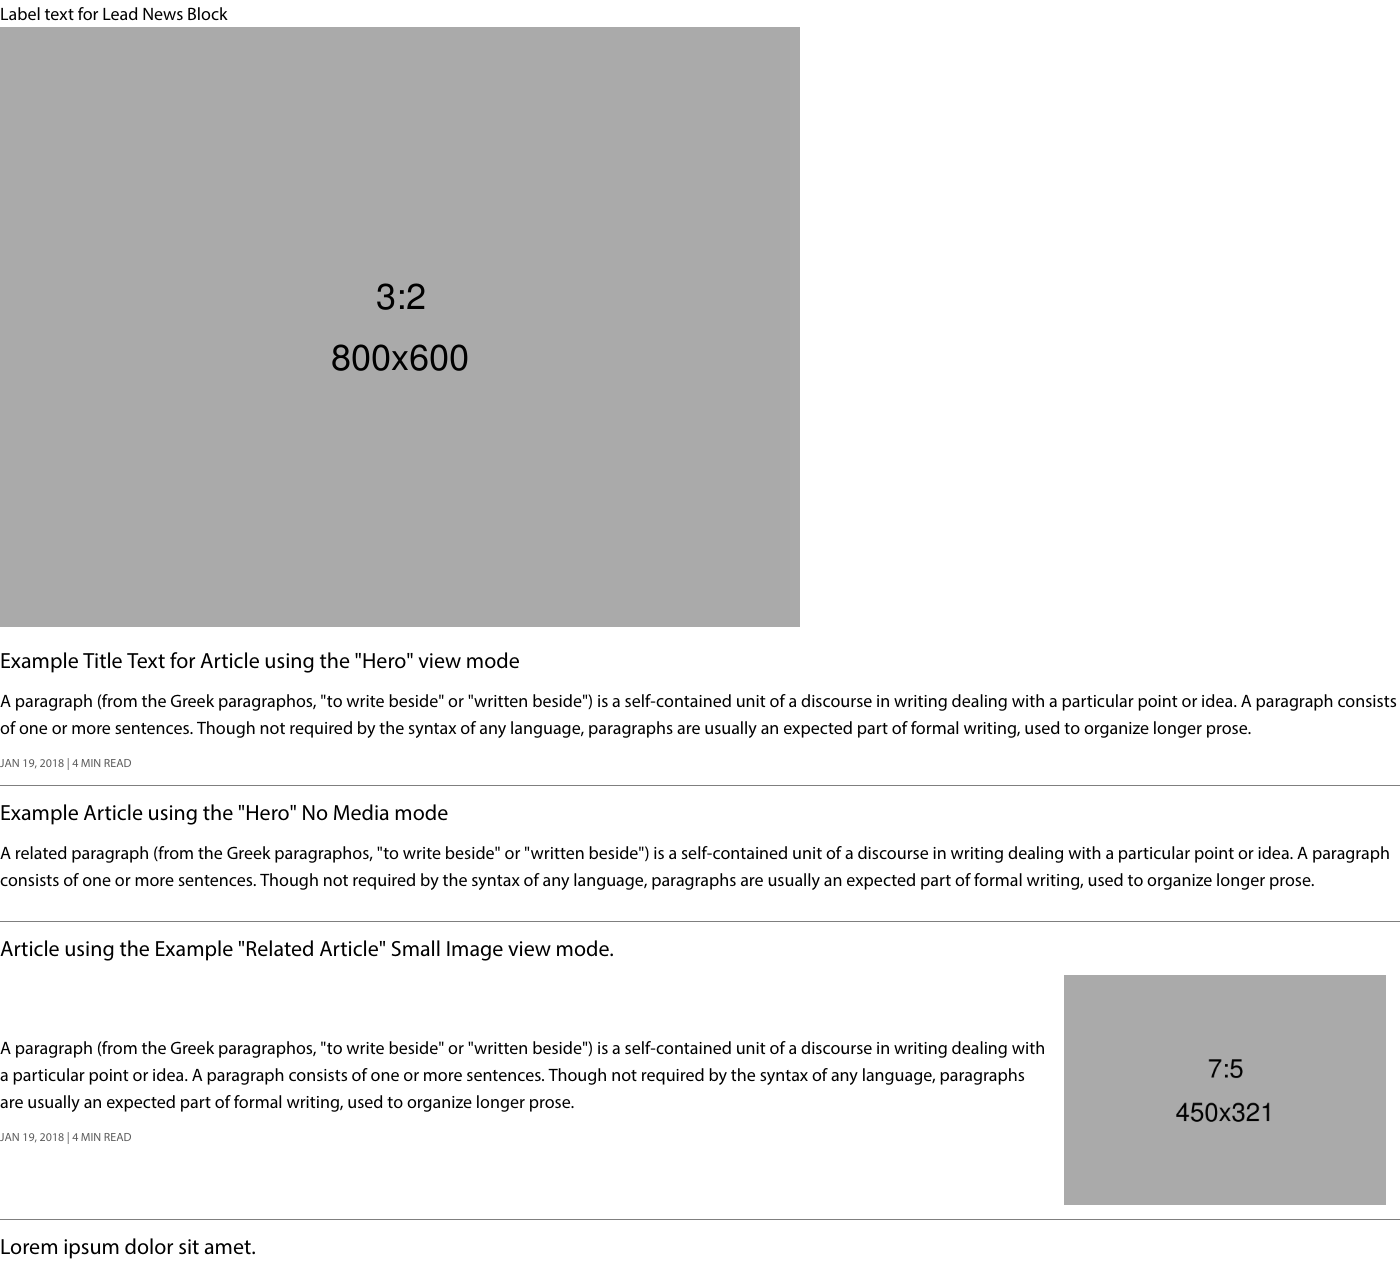 Label text for Lead News Block
3:2
800x600
Example Title Text for Article using the "Hero" view mode
A paragraph (from the Greek paragraphos, "to write beside" or "written beside") is a self-contained unit of a discourse in writing dealing with a particular point or idea. A paragraph consists
of one or more sentences. Though not required by the syntax of any language, paragraphs are usually an expected part of formal writing, used to organize longer prose.
JAN 19, 2018 | 4 MIN READ
Example Article using the "Hero" No Media mode
A related paragraph (from the Greek paragraphos, "to write beside" or "written beside") is a self-contained unit of a discourse in writing dealing with a particular point or idea. A paragraph
consists of one or more sentences. Though not required by the syntax of any language, paragraphs are usually an expected part of formal writing, used to organize longer prose.
Article using the Example "Related Article" Small Image view mode.
A paragraph (from the Greek paragraphos, "to write beside" or "written beside") is a self-contained unit of a discourse in writing dealing with
a particular point or idea. A paragraph consists of one or more sentences. Though not required by the syntax of any language, paragraphs
are usually an expected part of formal writing, used to organize longer prose.
JAN 19, 2018 | 4 MIN READ
7:5
450x321
Lorem ipsum dolor sit amet.